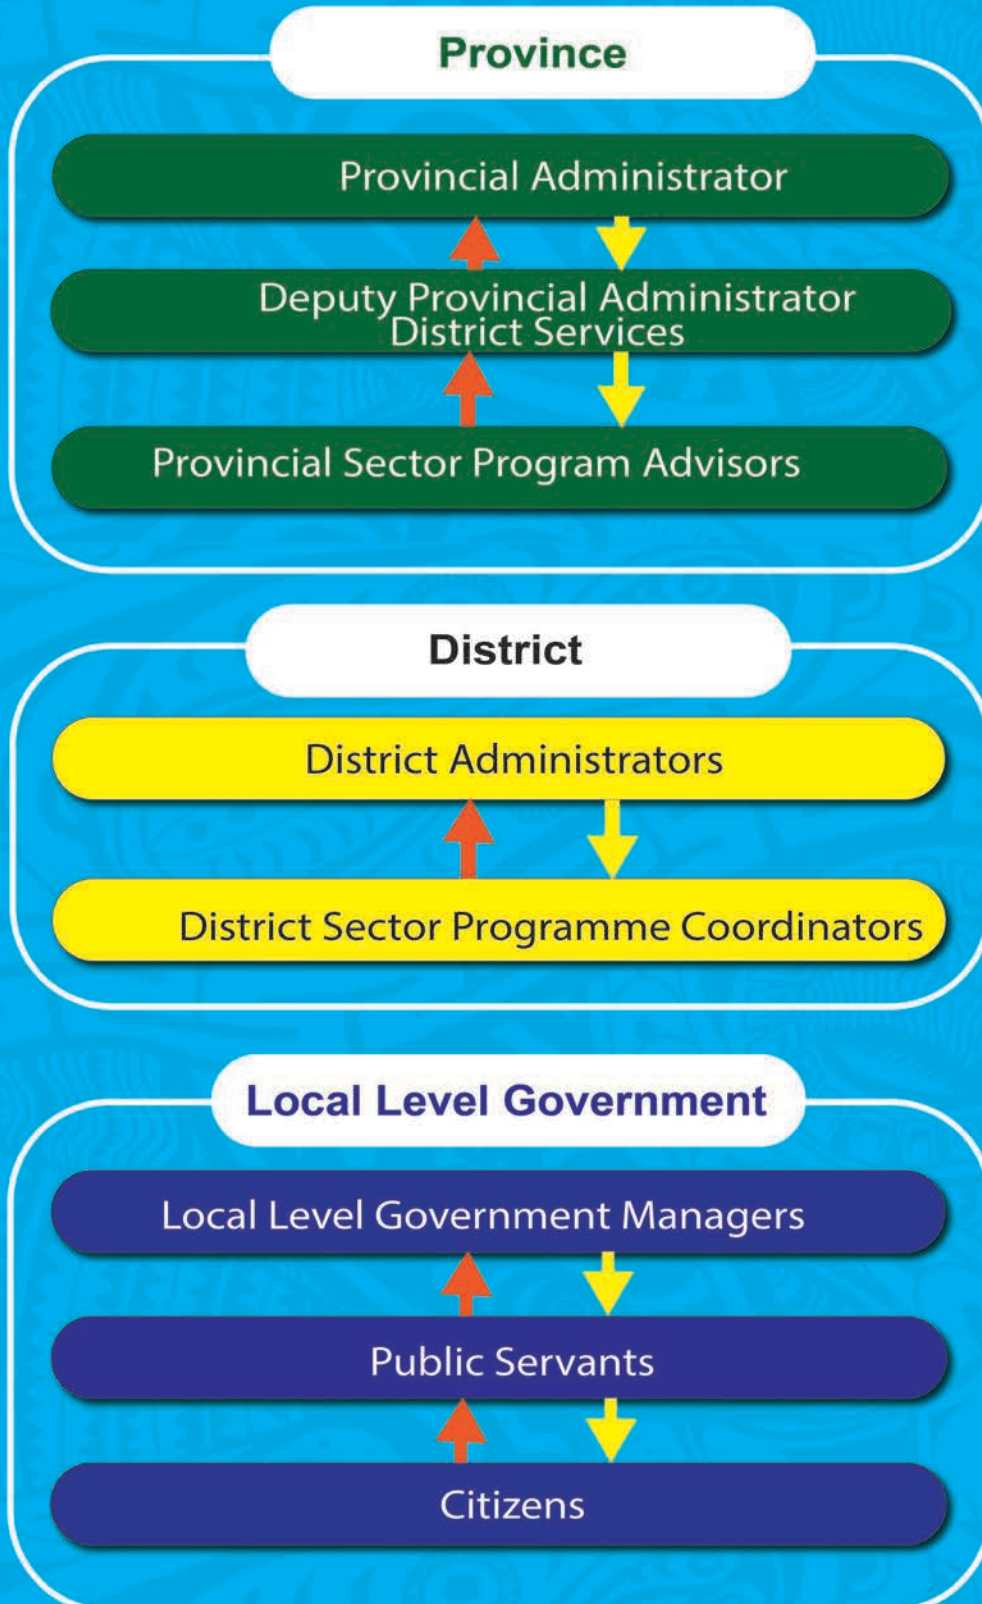 Province
Provincial Administrator
Deputy Provincial Administrator
District Services
Provincial Sector Program Advisors
District
District Administrators
District Sector Programme Coordinators
Local Level Government
Local Level Government Managers
Public Servants
Citizens